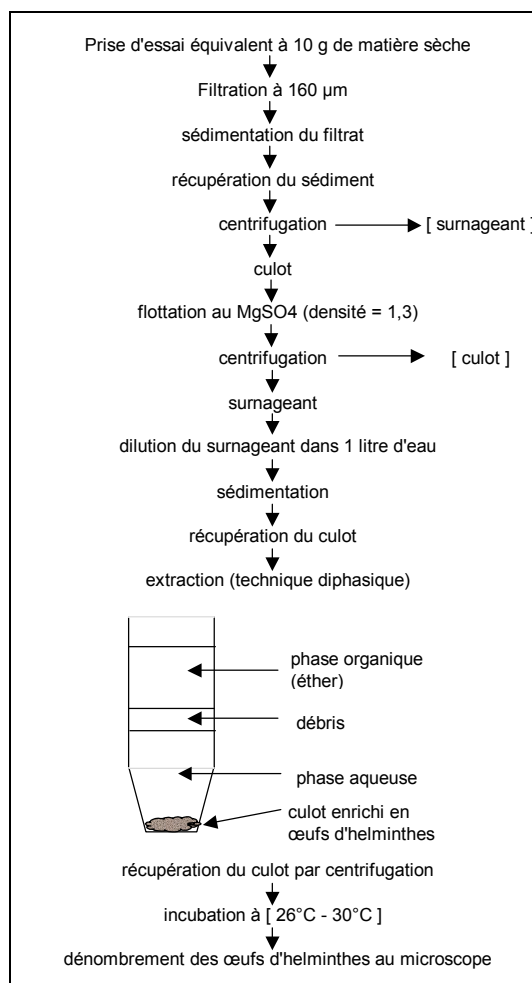 Prise d'essai équivalent à 10 g de matière sèche
Filtration à 160 µm
sédimentation du filtrat
récupération du sédiment
centrifugation [ surnageant ]
culot
flottation au MgSO4 (densité = 1,3)
centrifugation [ culot ]
surnageant
dilution du surnageant dans 1 litre d'eau
sédimentation
récupération du culot
extraction (technique diphasique)
phase organique
(éther)
débris
phase aqueuse
culot enrichi en
œufs d'helminthes
récupération du culot par centrifugation
incubation à [ 26°C - 30°C ]
dénombrement des œufs d'helminthes au microscope